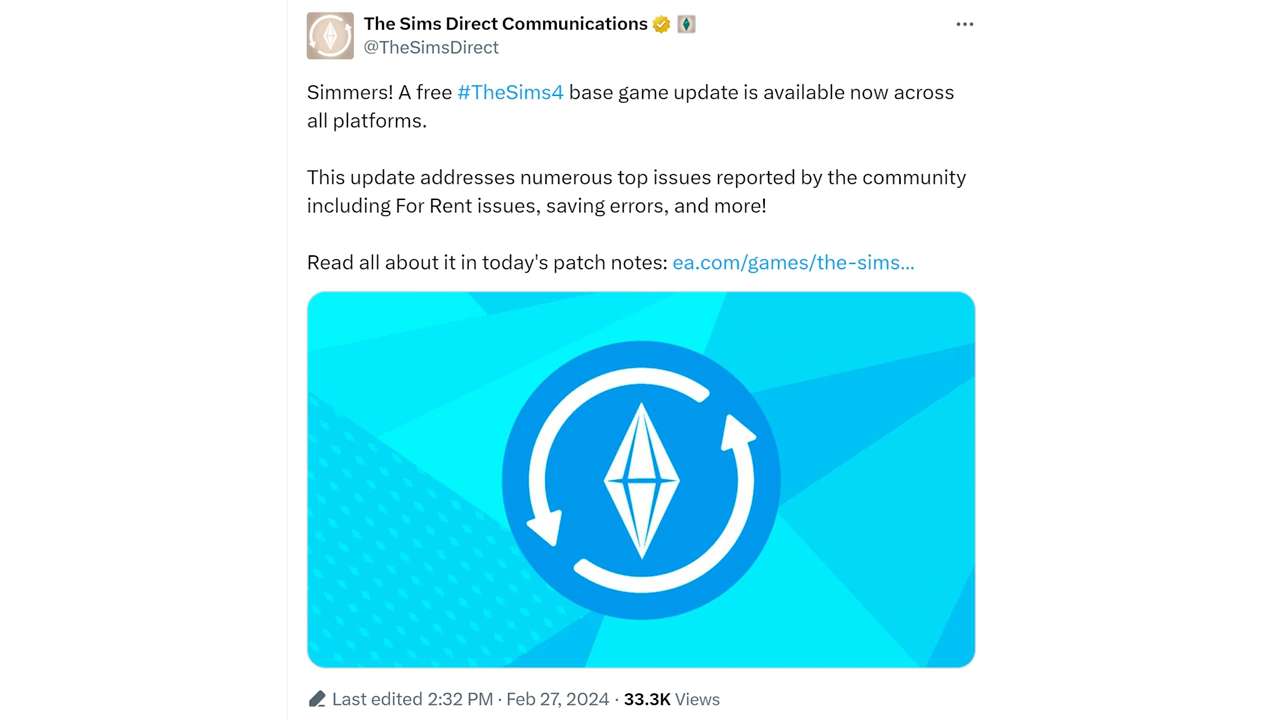 The Sims Direct Communications
@TheSimsDirect
Simmers! A free #TheSims4 base game update is available now across
all platforms.
This update addresses numerous top issues reported by the community
including For Rent issues, saving errors, and more!
Read all about it in today's patch notes: ea.com/games/the-sims...
Last edited 2:32 PM · Feb 27, 2024 · 33.3K Views